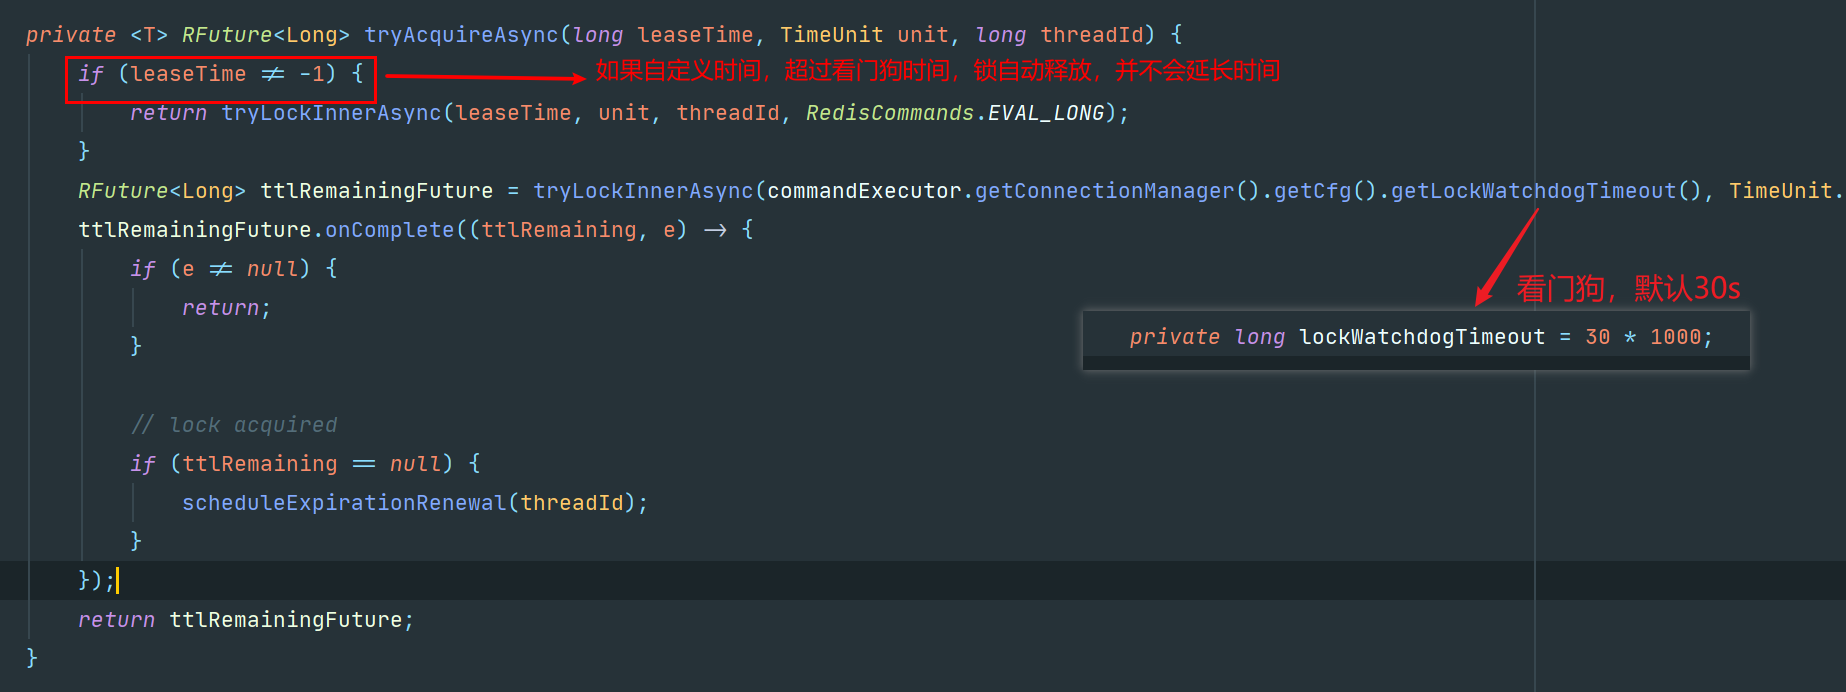 private <T> RFuture<Long> tryAcquireAsync(long leaseTime, TimeUnit unit, long threadId) {
if (leaseTime ≠ -1) {
如果自定义时间，超过看门狗时间，锁自动释放，并不会延长时间
return tryLockInnerAsync(leaseTime, unit, threadId, RedisCommands.EVAL_LONG);
}
RFuture<Long> ttlRemainingFuture = tryLockInnerAsync(commandExecutor.getConnectionManager().getCfg().getLockWatchdogTimeout(), TimeUnit.
ttlRemainingFuture.onComplete((ttlRemaining, e) → {
if (e ≠ null) {
看门狗，默认30s
return;
private long lockWatchdogTimeout = 30 * 1000;
}
// lock acquired
if (ttlRemaining == null) {
scheduleExpirationRenewal(threadId);
}
});
return ttlRemainingFuture;
}